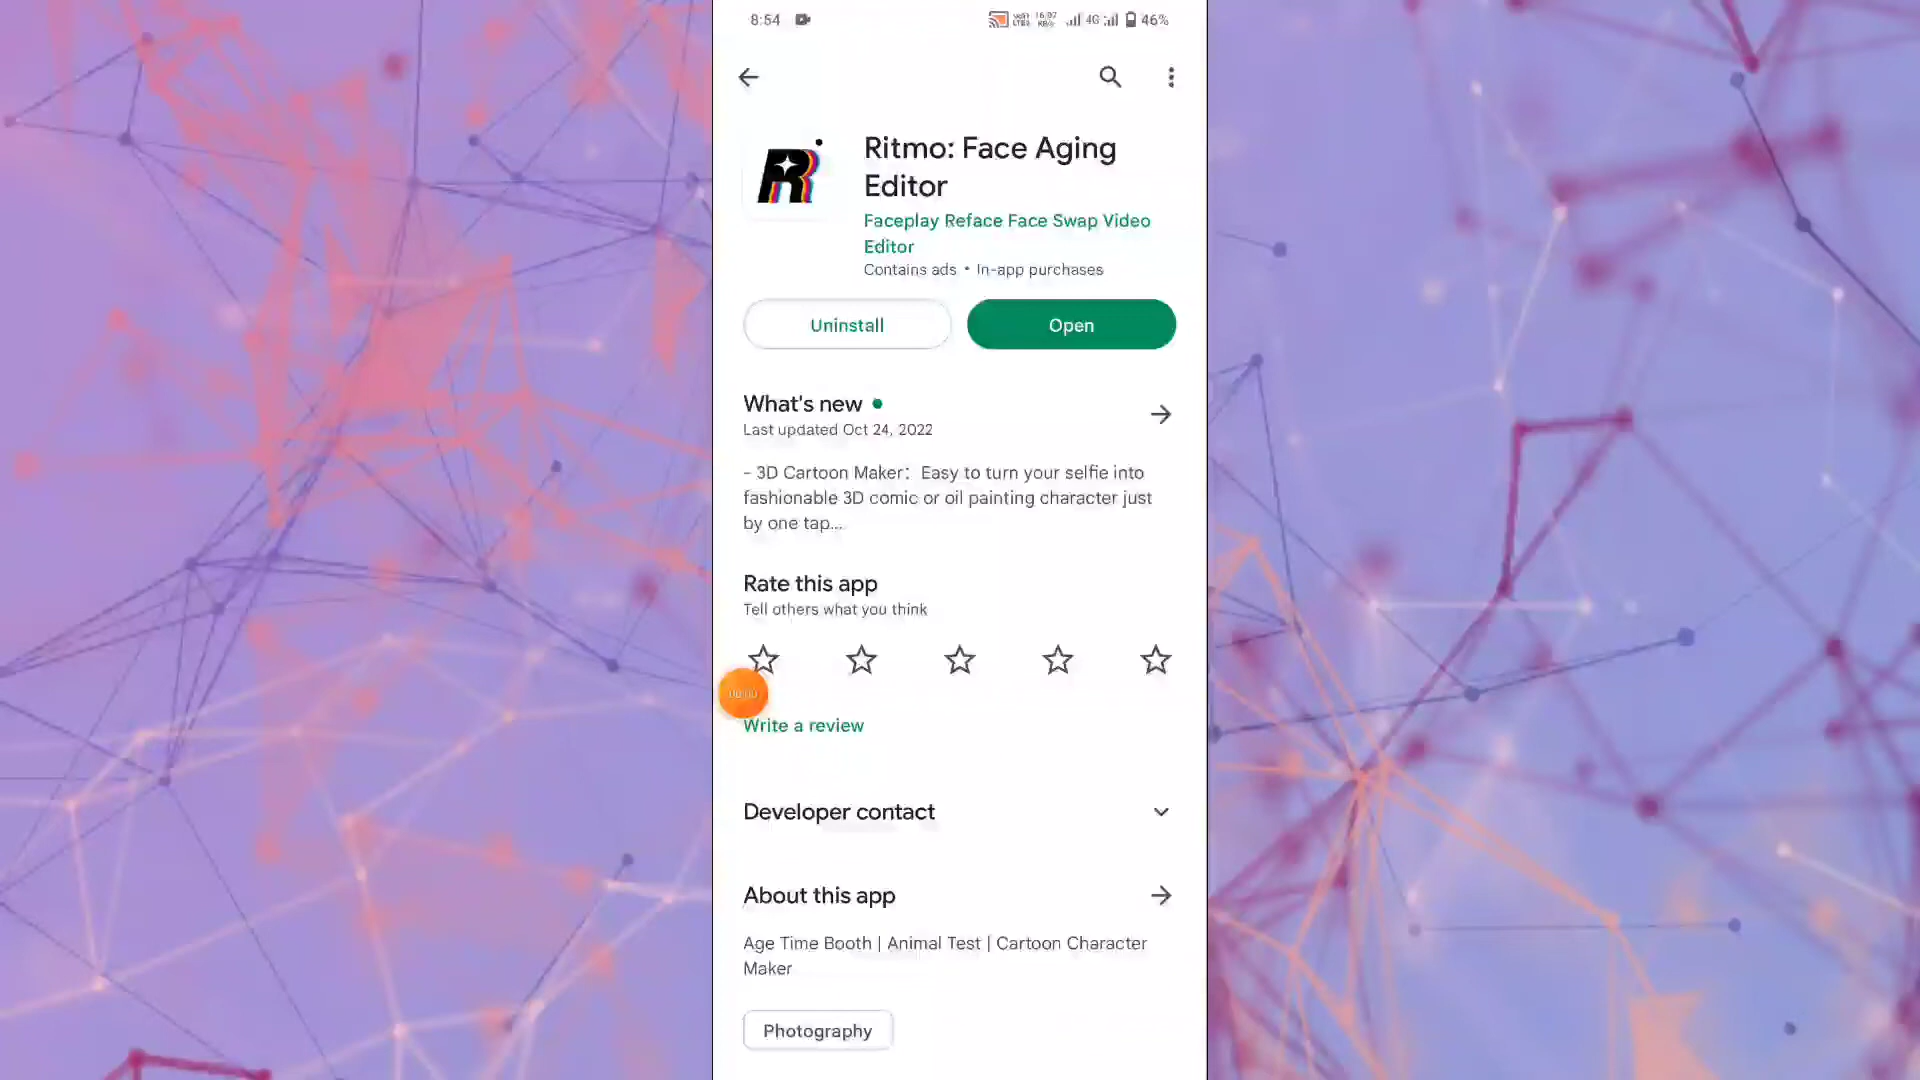 8:54 4G 46%
Ritmo: Face Aging
Editor
Faceplay Reface Face Swap Video
Editor
Contains ads • In-app purchases
Uninstall
Open
What's new
Last updated Oct 24, 2022
- 3D Cartoon Maker: Easy to turn your selfie into
fashionable 3D comic or oil painting character just
by one tap...
Rate this app
Tell others what you think
00:00
Write a review
Developer contact
About this app
Age Time Booth | Animal Test | Cartoon Character
Maker
Photography